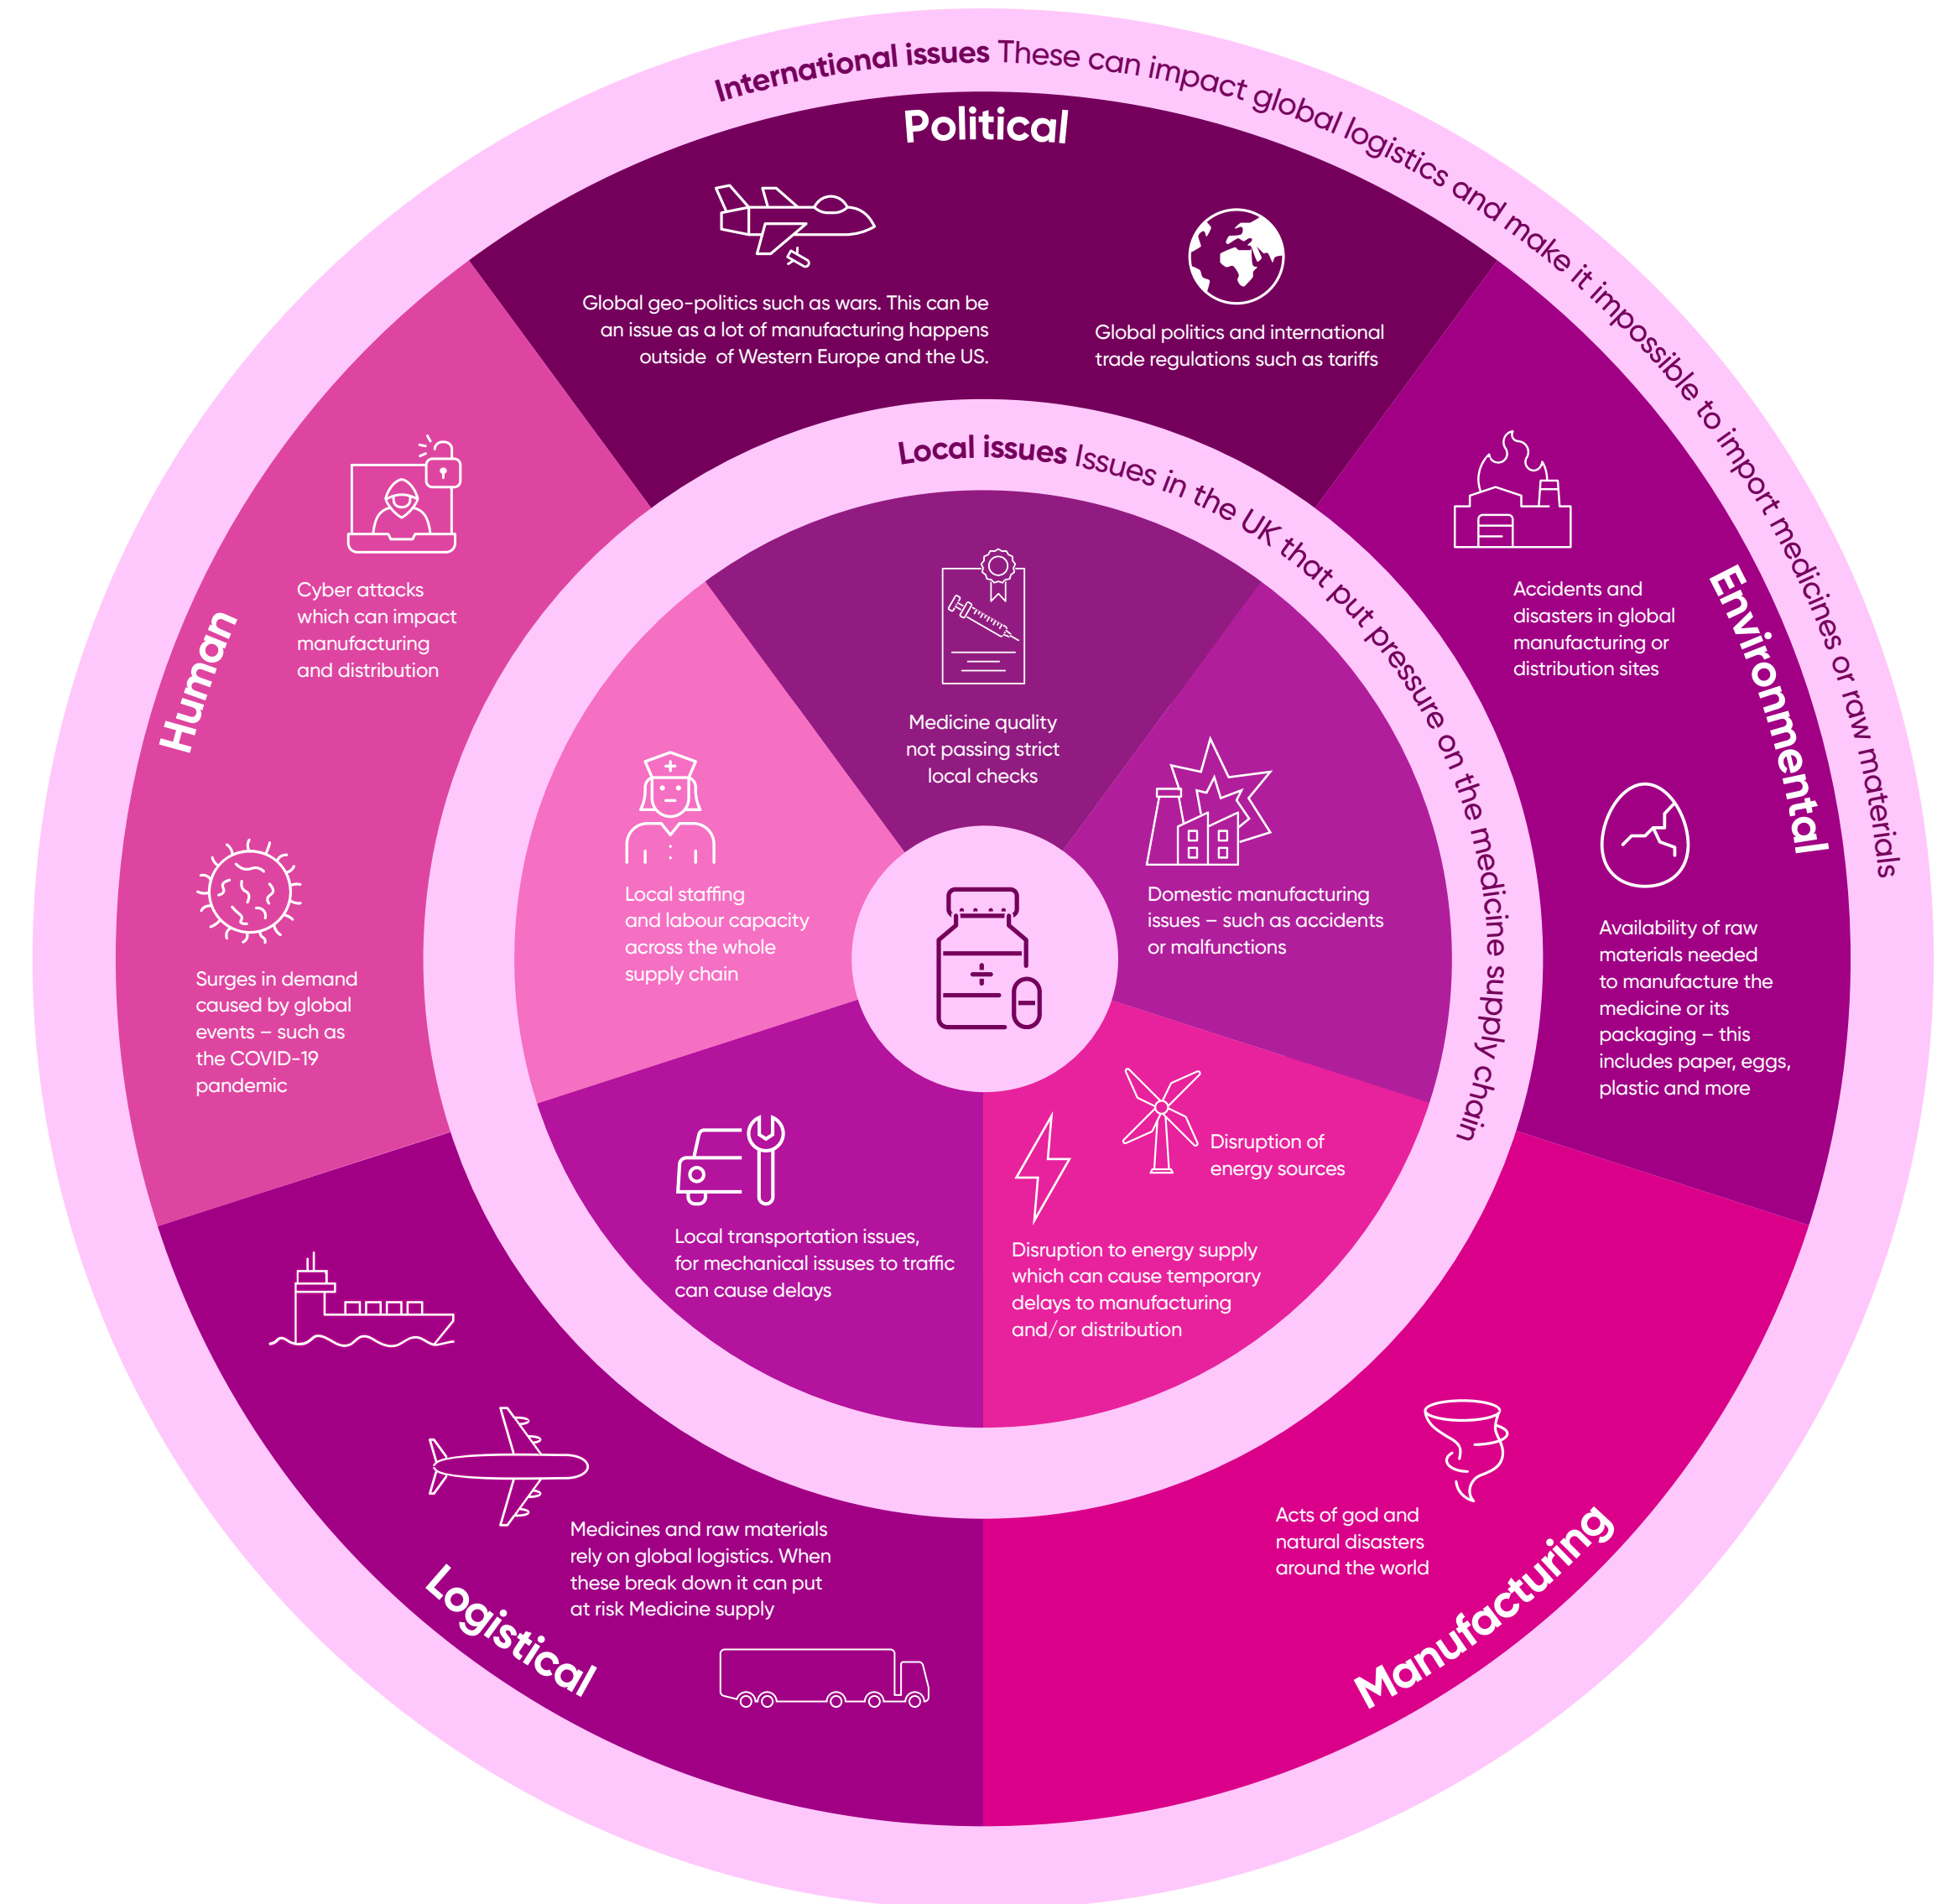 International issues These can impact global logistics and make it impossible to import medicines or raw materials
Political
Global geo-politics such as wars. This can be
an issue as a lot of manufacturing happens
outside of Western Europe and the US.
Global politics and international
trade regulations such as tariffs
Environmental
Accidents and
disasters in global
manufacturing or
distribution sites
Availability of raw
materials needed
to manufacture the
medicine or its
packaging – this
includes paper, eggs,
plastic and more
Manufacturing
Acts of god and
natural disasters
around the world
Logistical
Medicines and raw materials
rely on global logistics. When
these break down it can put
at risk Medicine supply
Human
Cyber attacks
which can impact
manufacturing
and distribution
Surges in demand
caused by global
events – such as
the COVID-19
pandemic
Local issues Issues in the UK that put pressure on the medicine supply chain
Medicine quality
not passing strict
local checks
Domestic manufacturing
issues – such as accidents
or malfunctions
Disruption of
energy sources
Disruption to energy supply
which can cause temporary
delays to manufacturing
and/or distribution
Local transportation issues,
for mechanical issuses to traffic
can cause delays
Local staffing
and labour capacity
across the whole
supply chain